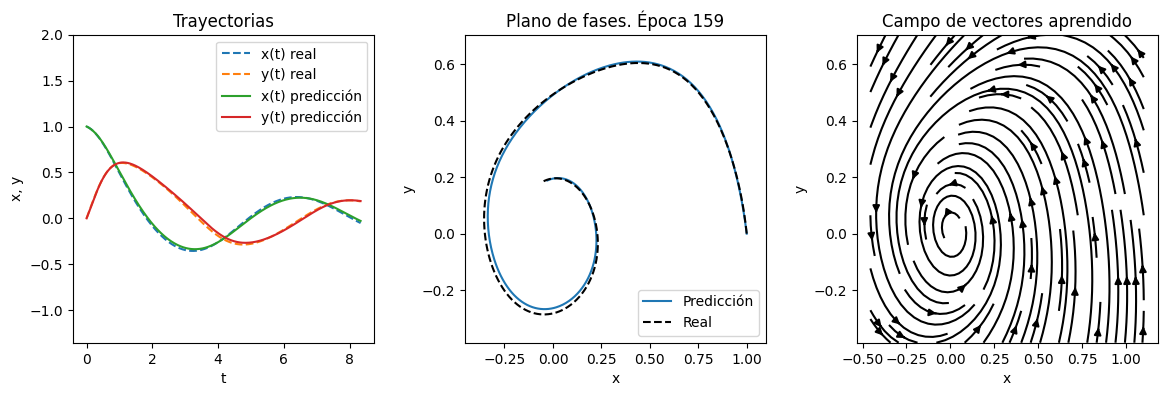 Trayectorias
x, y
2.0
1.5
1.0
0.5
0.0
−0.5
−1.0
x(t) real
y(t) real
x(t) predicción
y(t) predicción
0 2 4 6 8
t
Plano de fases. Época 159
y
0.6
0.4
0.2
0.0
−0.2
Predicción
Real
−0.25 0.00 0.25 0.50 0.75 1.00
x
Campo de vectores aprendido
y
0.6
0.4
0.2
0.0
−0.2
−0.50 −0.25 0.00 0.25 0.50 0.75 1.00
x